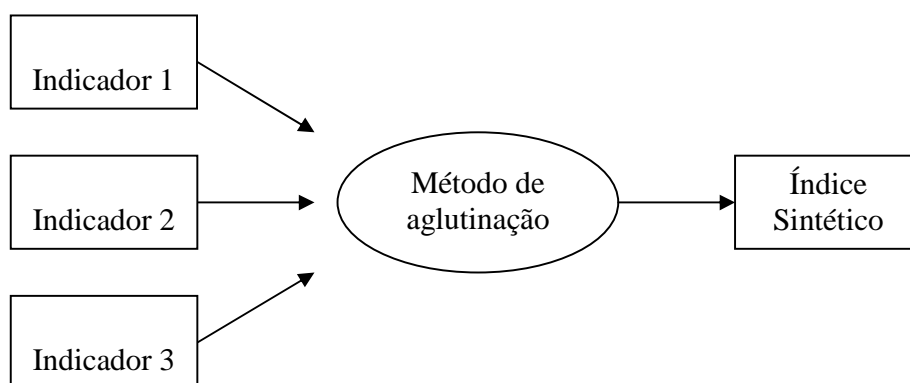 Indicador 1
Indicador 2
Indicador 3
Método de
aglutinação
Índice
Sintético